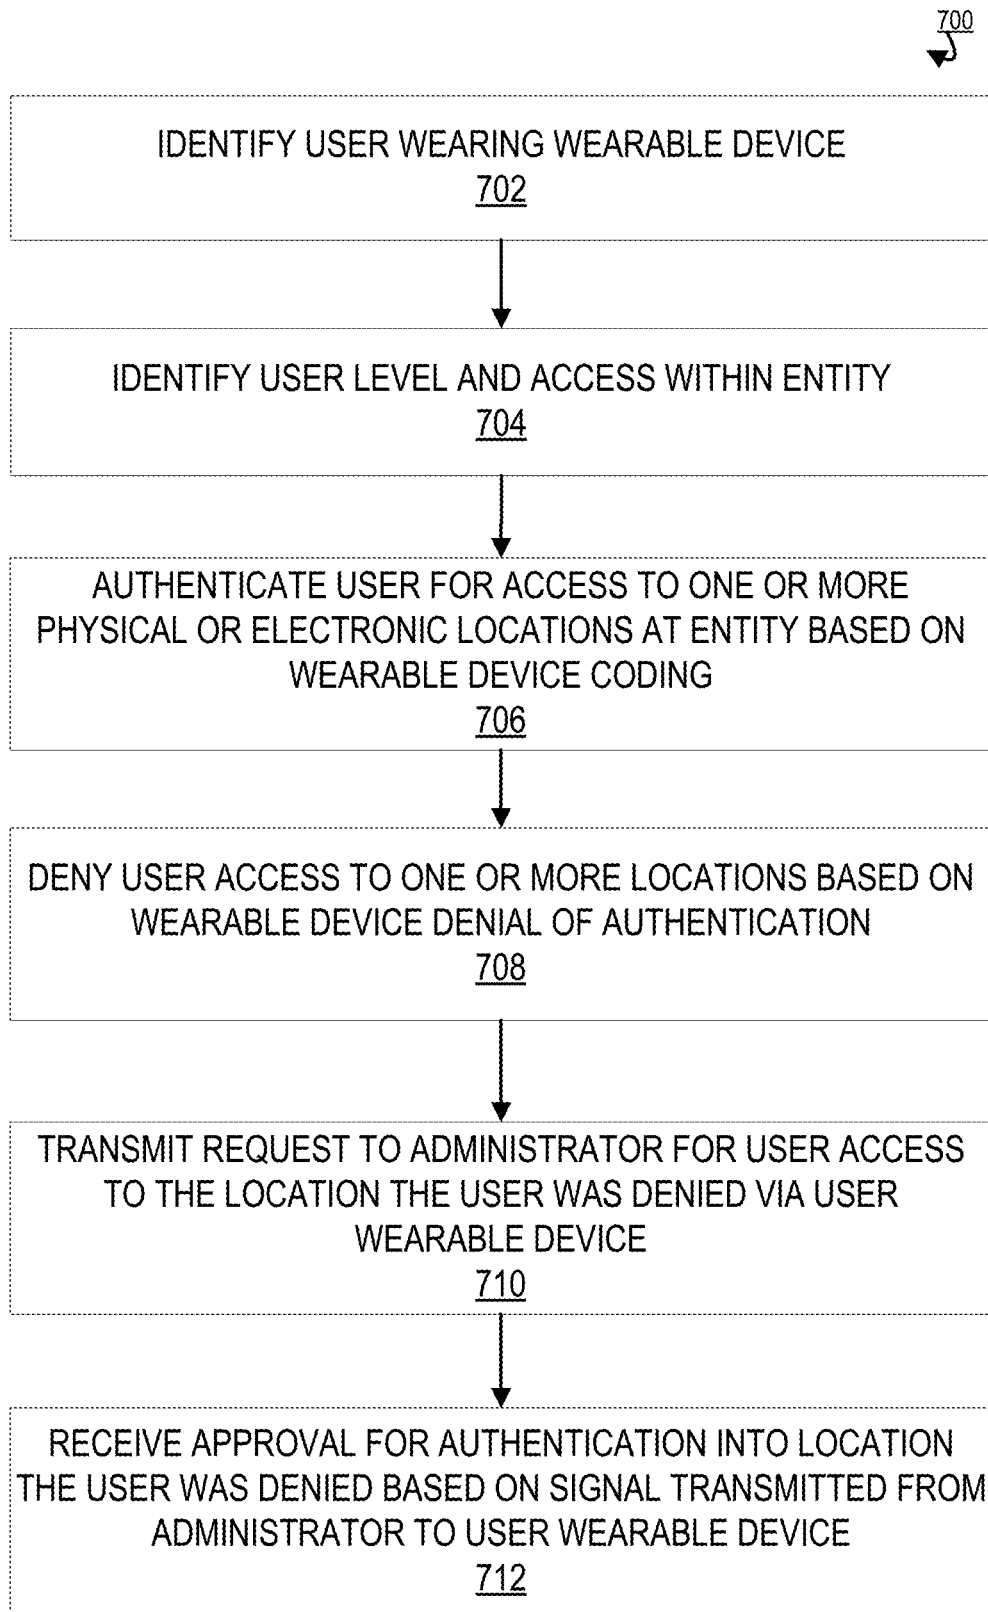 700
IDENTIFY USER WEARING WEARABLE DEVICE
702
IDENTIFY USER LEVEL AND ACCESS WITHIN ENTITY
704
AUTHENTICATE USER FOR ACCESS TO ONE OR MORE
PHYSICAL OR ELECTRONIC LOCATIONS AT ENTITY BASED ON
WEARABLE DEVICE CODING
706
DENY USER ACCESS TO ONE OR MORE LOCATIONS BASED ON
WEARABLE DEVICE DENIAL OF AUTHENTICATION
708
TRANSMIT REQUEST TO ADMINISTRATOR FOR USER ACCESS
TO THE LOCATION THE USER WAS DENIED VIA USER
WEARABLE DEVICE
710
RECEIVE APPROVAL FOR AUTHENTICATION INTO LOCATION
THE USER WAS DENIED BASED ON SIGNAL TRANSMITTED FROM
ADMINISTRATOR TO USER WEARABLE DEVICE
712